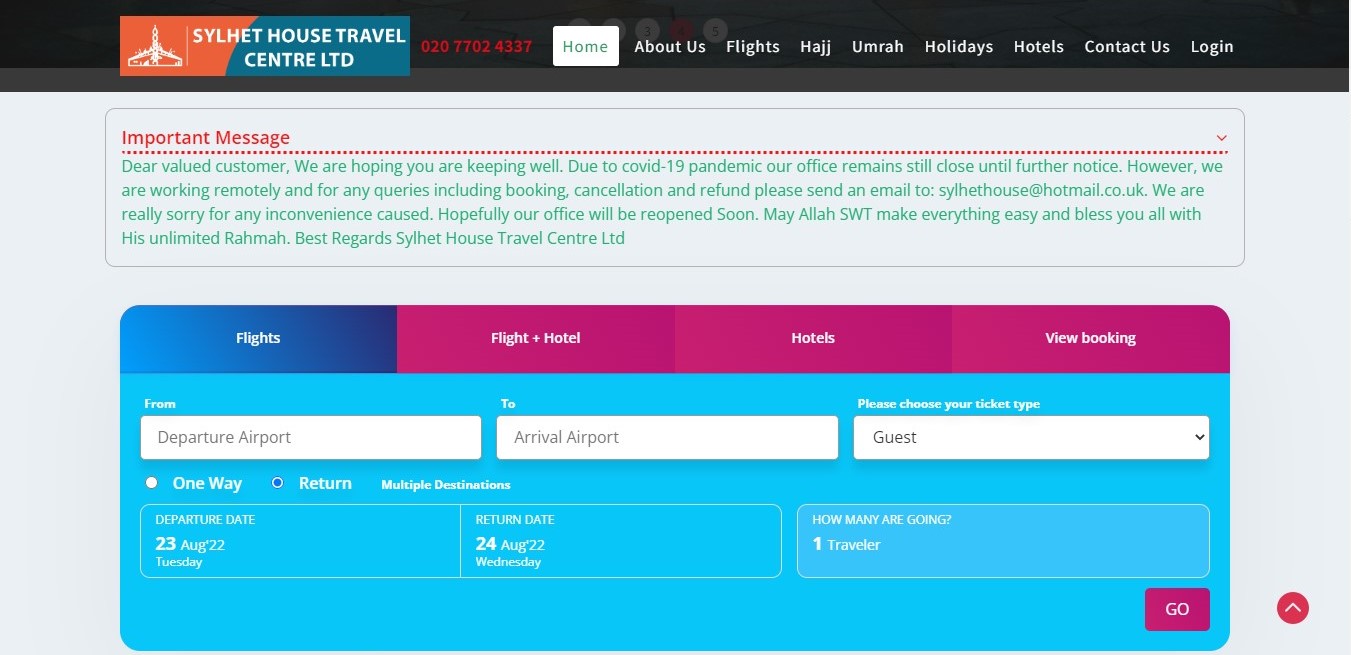 SYLHET HOUSE TRAVEL
CENTRE LTD
020 7702 4337
Home
About Us
Flights
Hajj
Umrah
Holidays
Hotels
Contact Us
Login
3
4
5
Important Message
Dear valued customer, We are hoping you are keeping well. Due to covid-19 pandemic our office remains still close until further notice. However, we
are working remotely and for any queries including booking, cancellation and refund please send an email to: sylhethouse@hotmail.co.uk. We are
really sorry for any inconvenience caused. Hopefully our office will be reopened Soon. May Allah SWT make everything easy and bless you all with
His unlimited Rahmah. Best Regards Sylhet House Travel Centre Ltd
Flights
Flight + Hotel
Hotels
View booking
From
To
Please choose your ticket type
Departure Airport
Arrival Airport
Guest
One Way
Return
Multiple Destinations
DEPARTURE DATE
RETURN DATE
HOW MANY ARE GOING?
23 Aug'22
24 Aug'22
1 Traveler
Tuesday
Wednesday
GO